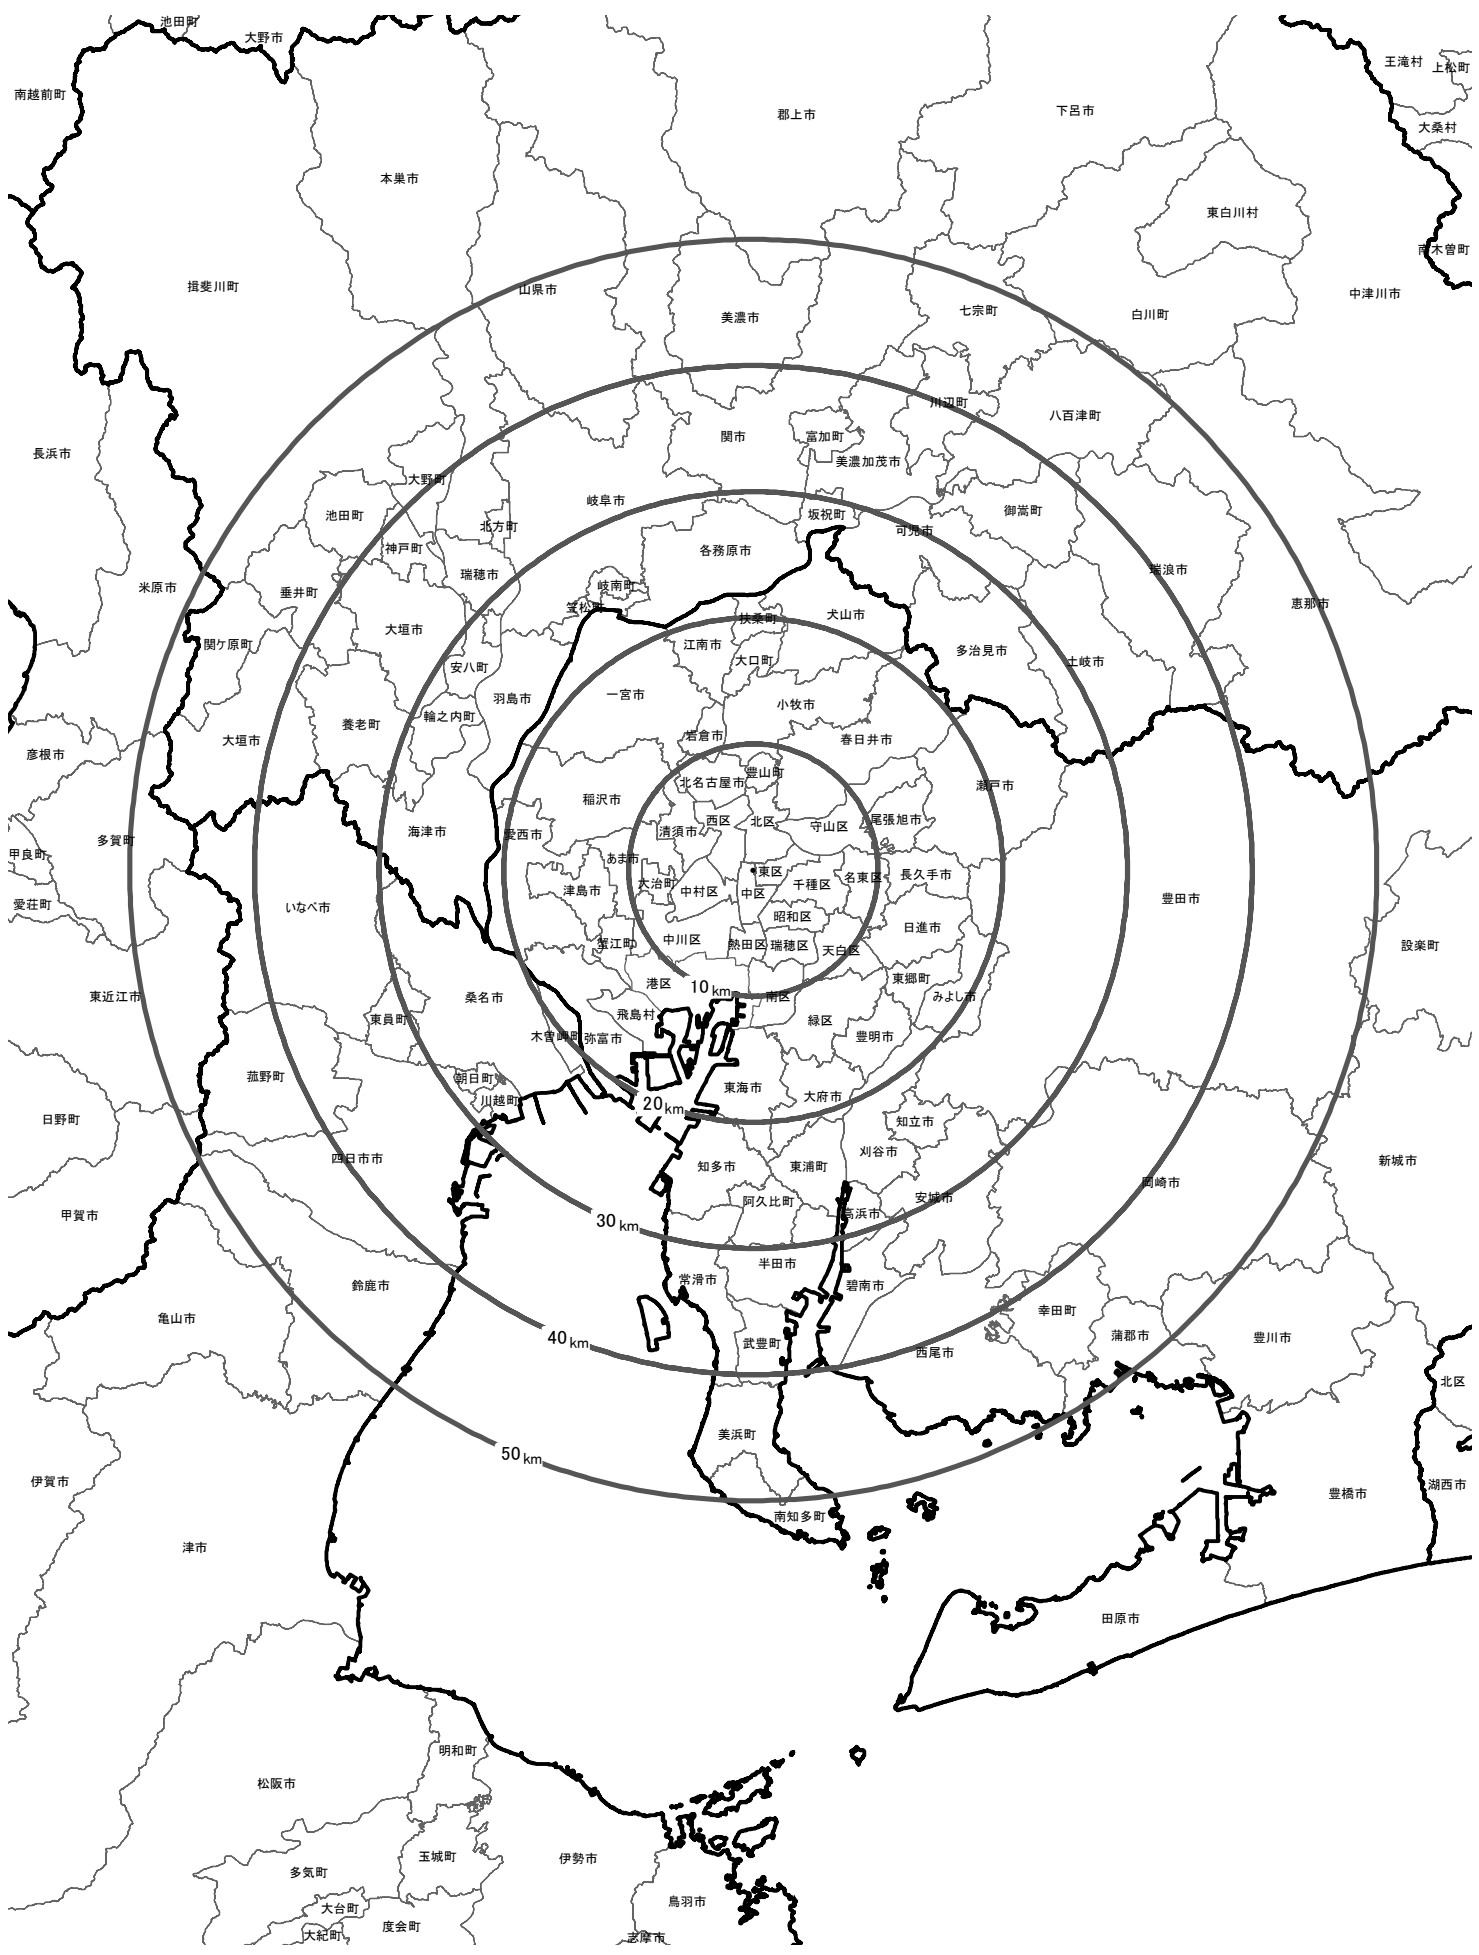 池田町
大野市
王滝村
上松町
南越前町
郡上市
下呂市
大桑村
本巣市
東白川村
南木曽町
揖斐川町
山県市
美濃市
七宗町
白川町
中津川市
川辺町
八百津町
関市
富加町
長浜市
美濃加茂市
大野町
岐阜市
池田町
北方町
坂祝町
御嵩町
可児市
神戸町
各務原市
瑞穂市
瑞浪市
米原市
垂井町
岐南町
笠松町
恵那市
扶桑町
犬山市
大垣市
関ケ原町
江南市
大口町
多治見市
土岐市
安八町
羽島市
一宮市
小牧市
輪之内町
養老町
大垣市
岩倉市
春日井市
彦根市
北名古屋市
豊山町
瀬戸市
稲沢市
西区
北区
守山区
尾張旭市
海津市
愛西市
清須市
多賀町
甲良町
あま市
東区
長久手市
名東区
千種区
大治町
津島市
中村区
中区
豊田市
愛荘町
いなべ市
昭和区
日進市
蟹江町
中川区
熱田区
瑞穂区
天白区
設楽町
東郷町
港区
10km
南区
みよし市
東近江市
桑名市
飛島村
東員町
緑区
木曽岬町
弥富市
豊明市
菰野町
朝日町
東海市
川越町
20km
大府市
日野町
知立市
刈谷市
四日市市
知多市
東浦町
新城市
岡崎市
安城市
阿久比町
高浜市
甲賀市
30km
半田市
常滑市
碧南市
鈴鹿市
幸田町
亀山市
40km
武豊町
蒲郡市
豊川市
西尾市
北区
美浜町
50km
伊賀市
湖西市
豊橋市
南知多町
津市
田原市
明和町
松阪市
玉城町
伊勢市
多気町
鳥羽市
大台町
度会町
大紀町
志摩市